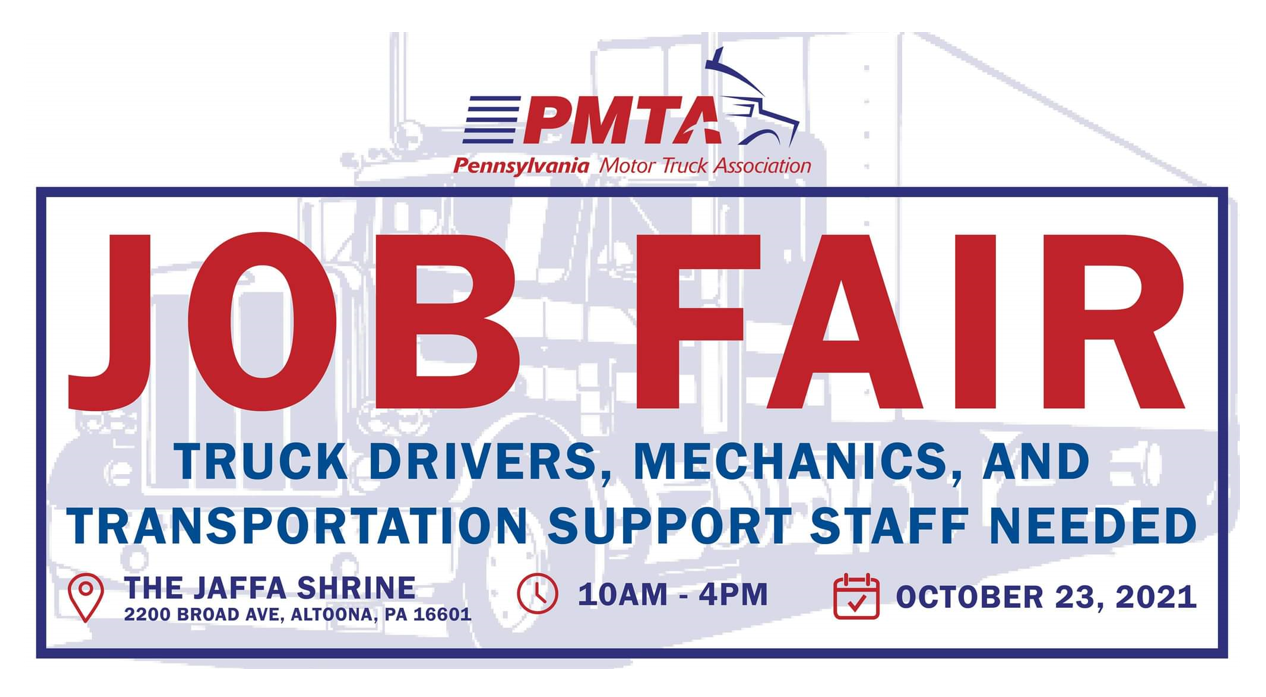 PMTA
Pennsylvania Motor Truck Association
JOB FAIR
TRUCK DRIVERS, MECHANICS, AND
TRANSPORTATION SUPPORT STAFF NEEDED
THE JAFFA SHRINE
2200 BROAD AVE, ALTOONA, PA 16601
10AM - 4PM
OCTOBER 23, 2021